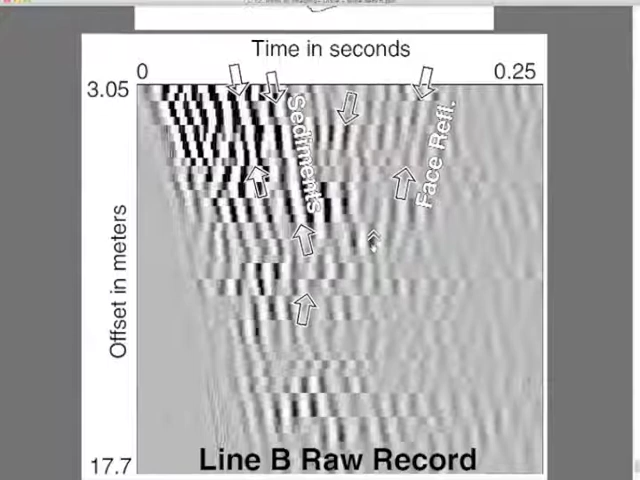 Time in seconds
0 0.25
3.05
Sediments
Face Refl.
Offset in meters
17.7
Line B Raw Record